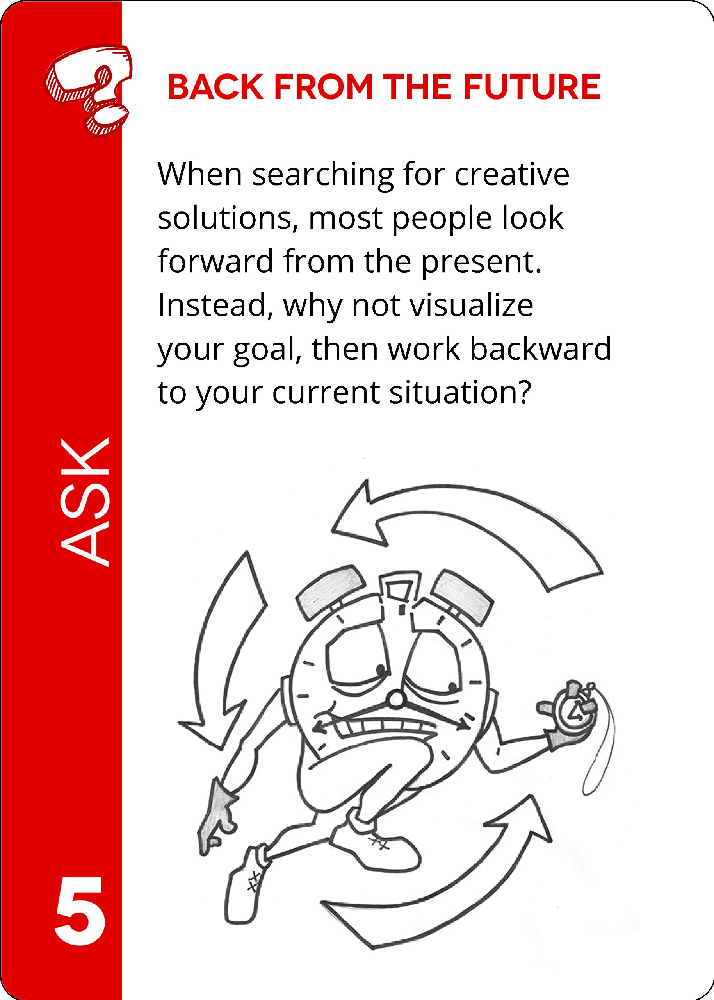 BACK FROM THE FUTURE
When searching for creative
solutions, most people look
forward from the present.
Instead, why not visualize
your goal, then work backward
to your current situation?
ASK
5